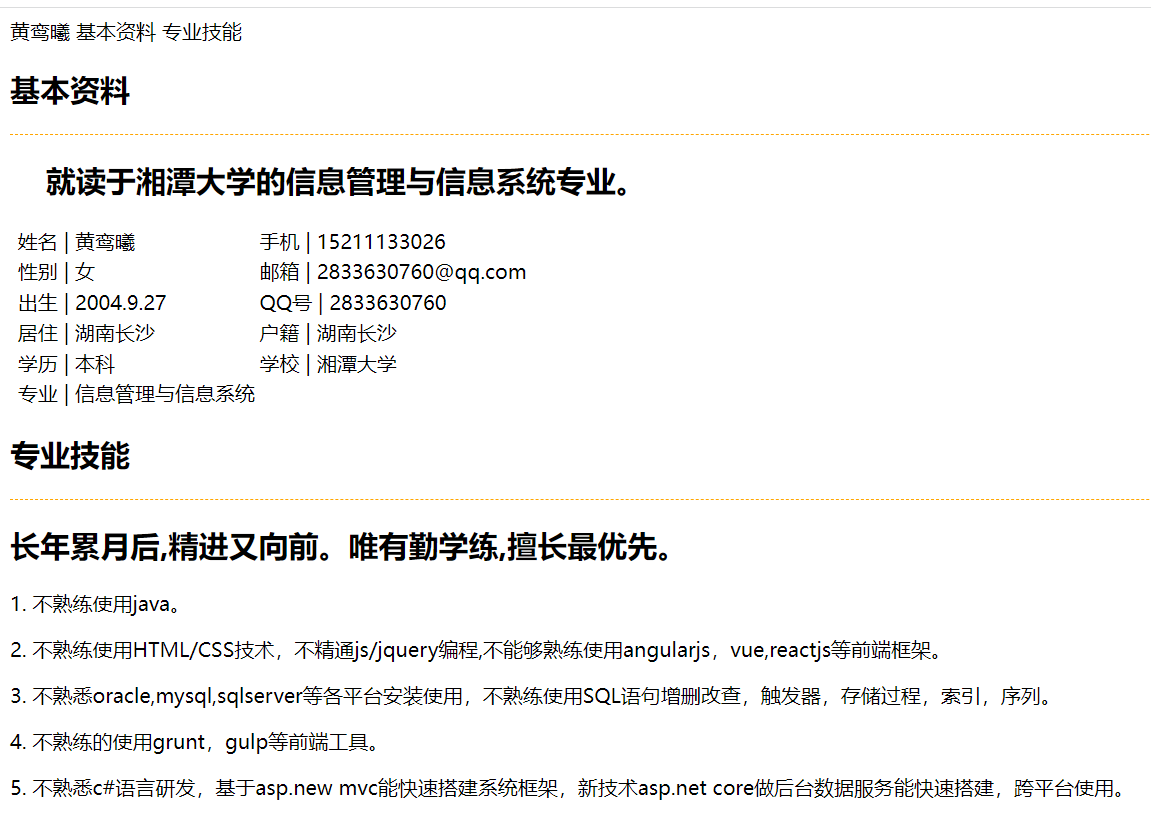 黄鸾曦 基本资料 专业技能
基本资料
就读于湘潭大学的信息管理与信息系统专业。
姓名 | 黄鸾曦 手机 | 15211133026
性别 | 女 邮箱 | 2833630760@qq.com
出生 | 2004.9.27 QQ号 | 2833630760
居住 | 湖南长沙 户籍 | 湖南长沙
学历 | 本科 学校 | 湘潭大学
专业 | 信息管理与信息系统
专业技能
长年累月后,精进又向前。唯有勤学练,擅长最优先。
1. 不熟练使用java。
2. 不熟练使用HTML/CSS技术，不精通js/jquery编程,不能够熟练使用angularjs，vue,reactjs等前端框架。
3. 不熟悉oracle,mysql,sqlserver等各平台安装使用，不熟练使用SQL语句增删改查，触发器，存储过程，索引，序列。
4. 不熟练的使用grunt，gulp等前端工具。
5. 不熟悉c#语言研发，基于asp.new mvc能快速搭建系统框架，新技术asp.net core做后台数据服务能快速搭建，跨平台使用。